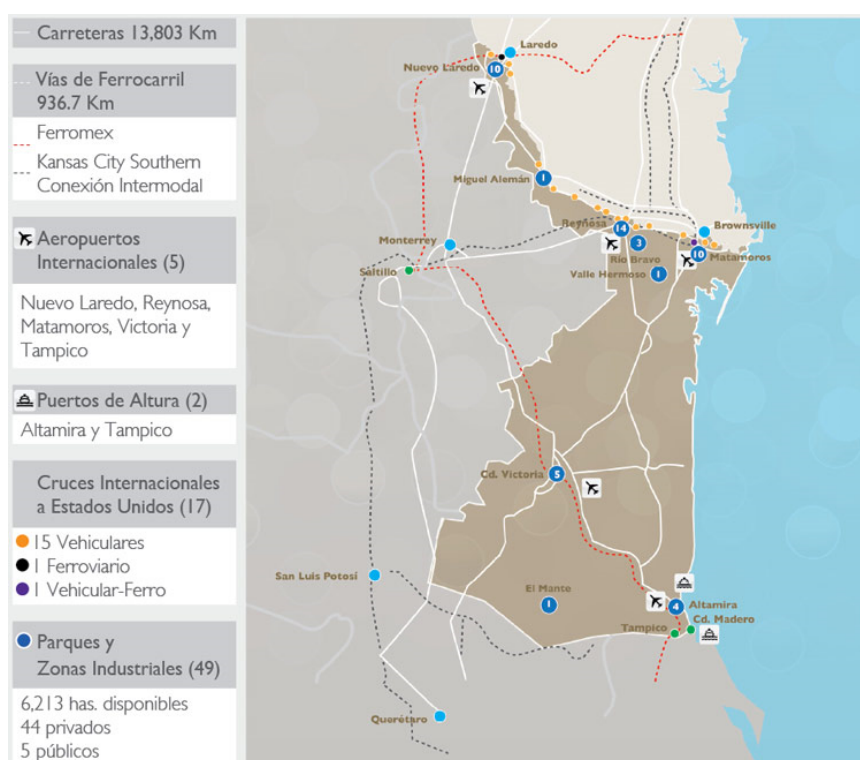 Carreteras 13,803 Km
Vías de Ferrocarril
936.7 Km
Ferromex
Kansas City Southern
Conexión Intermodal
Aeropuertos
Internacionales (5)
Nuevo Laredo, Reynosa,
Matamoros, Victoria y
Tampico
Puertos de Altura (2)
Altamira y Tampico
Cruces Internacionales
a Estados Unidos (17)
15 Vehiculares
1 Ferroviario
1 Vehicular-Ferro
Parques y
Zonas Industriales (49)
6,213 has. disponibles
44 privados
5 públicos
Laredo
Nuevo Laredo
10
Miguel Alemán
1
Reynosa
14
Brownsville
Monterrey
3
10
Matamoros
Río Bravo
Saltillo
Valle Hermoso
1
Cd. Victoria
5
San Luis Potosí
El Mante
1
4
Altamira
Cd. Madero
Tampico
Querétaro